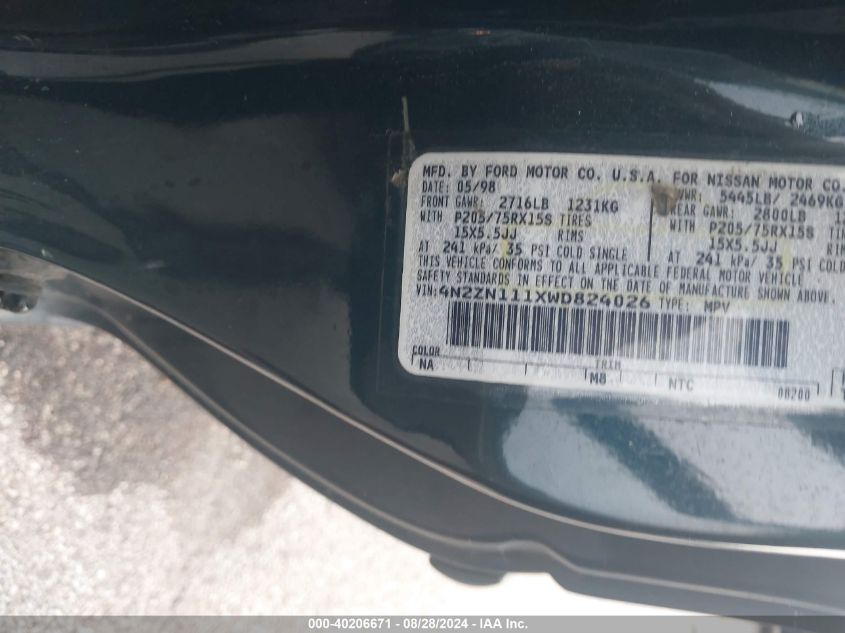 MFD. BY FORD MOTOR CO. U.S.A. FOR NISSAN MOTOR CO.
DATE: 05/98 GVWR: 5445LB/ 2469KG
FRONT GAWR: 2716LB 1231KG REAR GAWR: 2800LB
WITH P205/75RX15S TIRES WITH P205/75RX15S
15X5.5JJ RIMS 15X5.5JJ
AT 241 kPa/ 35 PSI COLD SINGLE AT 241 kPa/ 35 PSI COLD
THIS VEHICLE CONFORMS TO ALL APPLICABLE FEDERAL MOTOR VEHICLE
SAFETY STANDARDS IN EFFECT ON THE DATE OF MANUFACTURE SHOWN ABOVE.
VIN: 4N2ZN111XWD824026 TYPE: MPV
COLOR TRIM
NA M8 NTC 08200
000-40206671 - 08/28/2024 - IAA Inc.